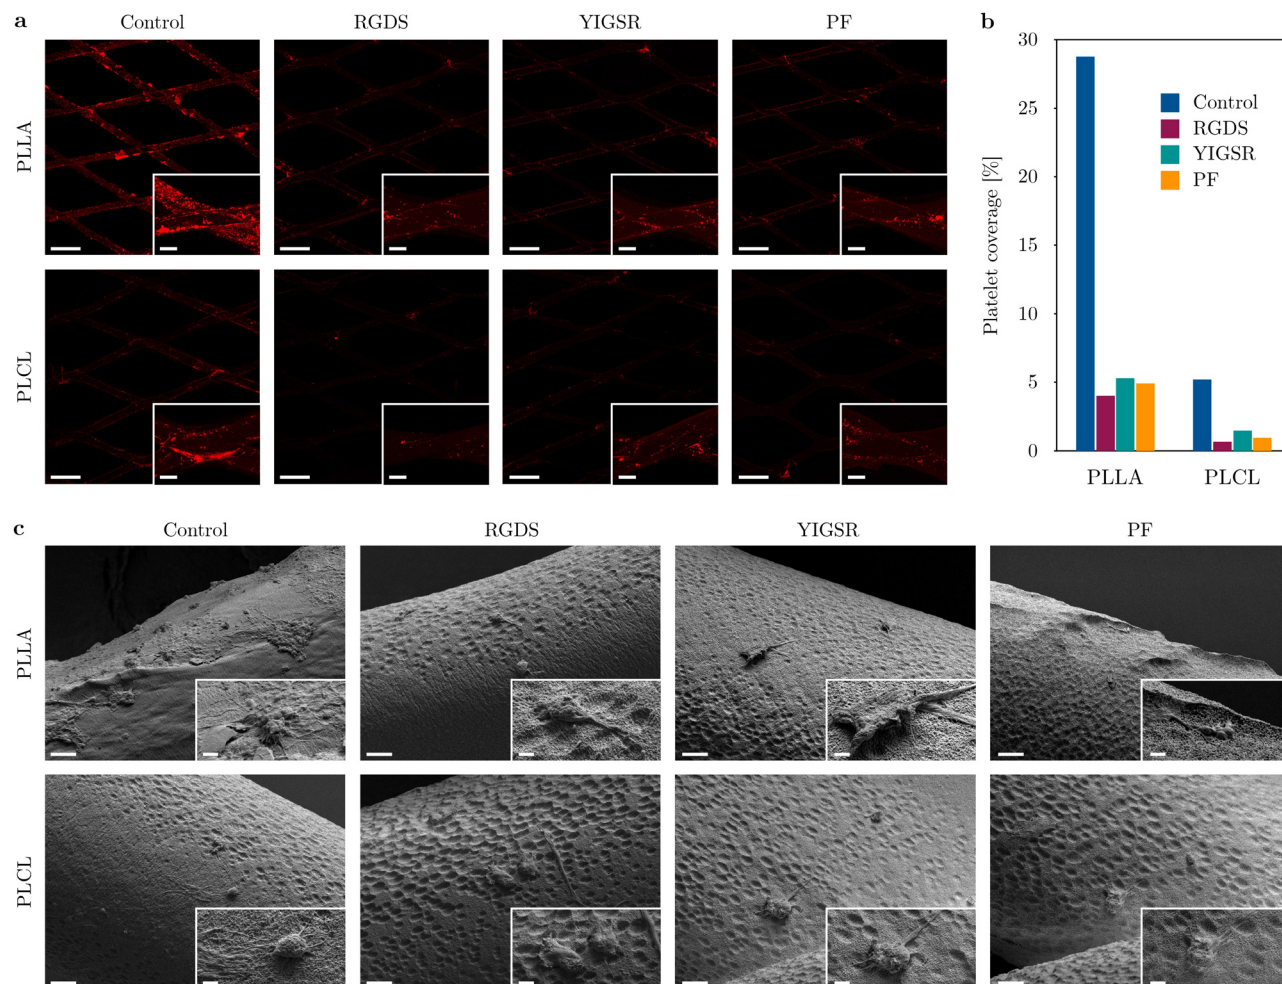 a
Control RGDS YIGSR PF
PLLA
PLCL
b
30
25
20
15
10
5
0
Platelet coverage [%]
Control
RGDS
YIGSR
PF
PLLA PLCL
c
Control RGDS YIGSR PF
PLLA
PLCL